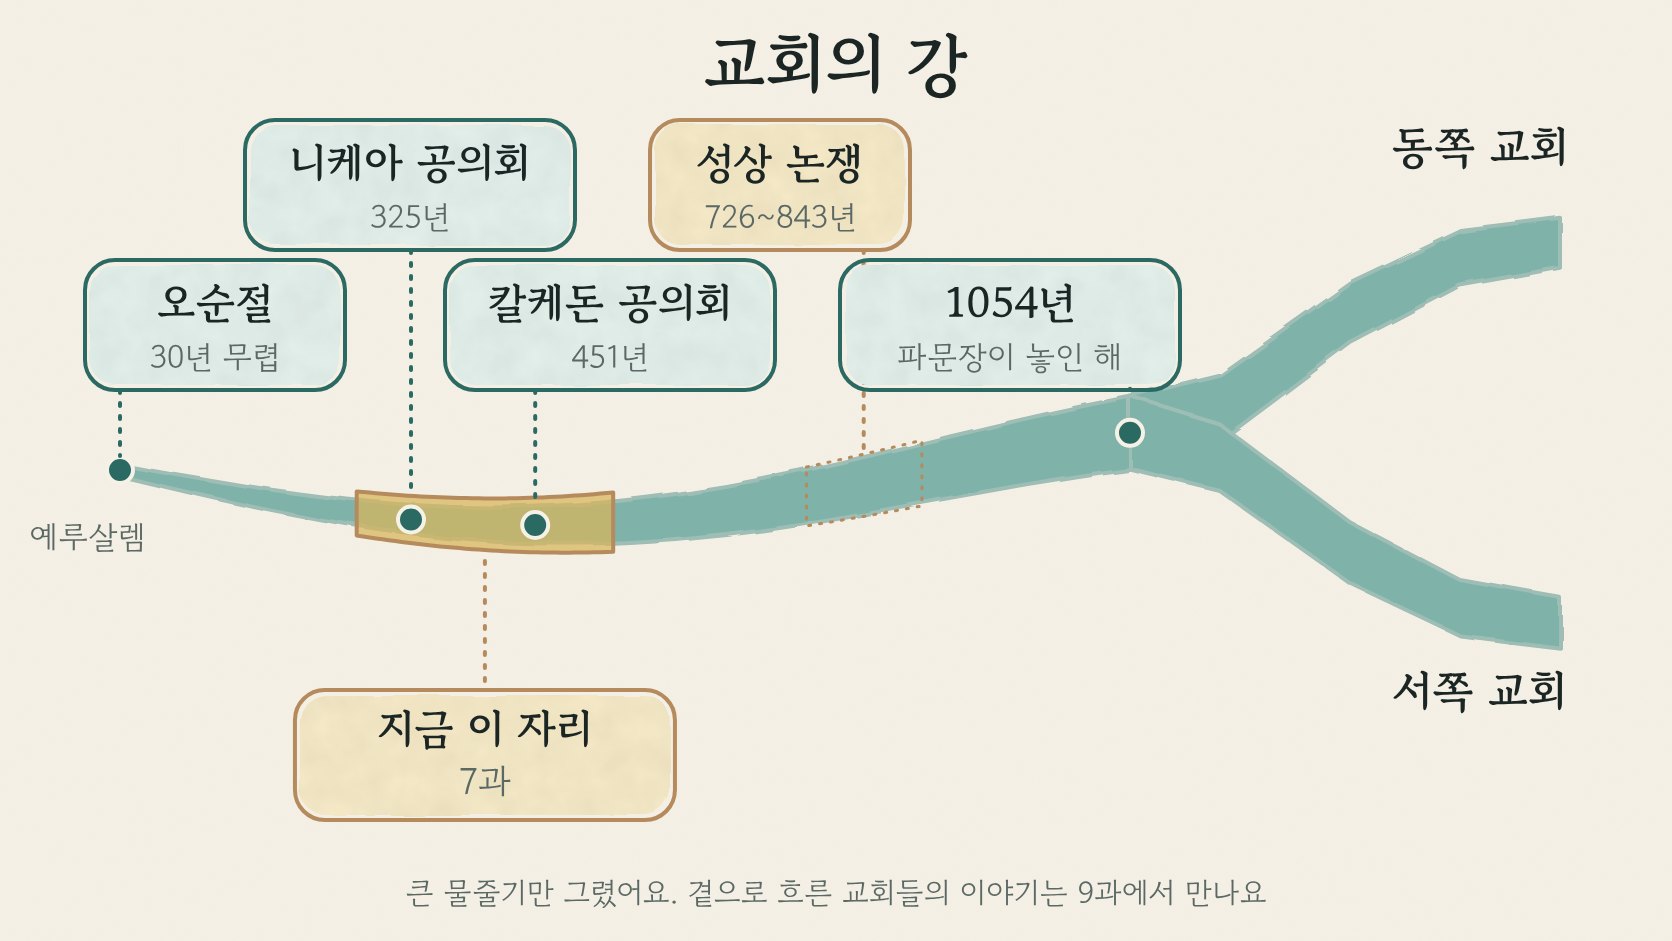 교회의 강
니케아 공의회
325년
성상 논쟁
726~843년
동쪽 교회
오순절
30년 무렵
칼케돈 공의회
451년
1054년
파문장이 놓인 해
예루살렘
서쪽 교회
지금 이 자리
7과
큰 물줄기만 그렸어요. 곁으로 흐른 교회들의 이야기는 9과에서 만나요